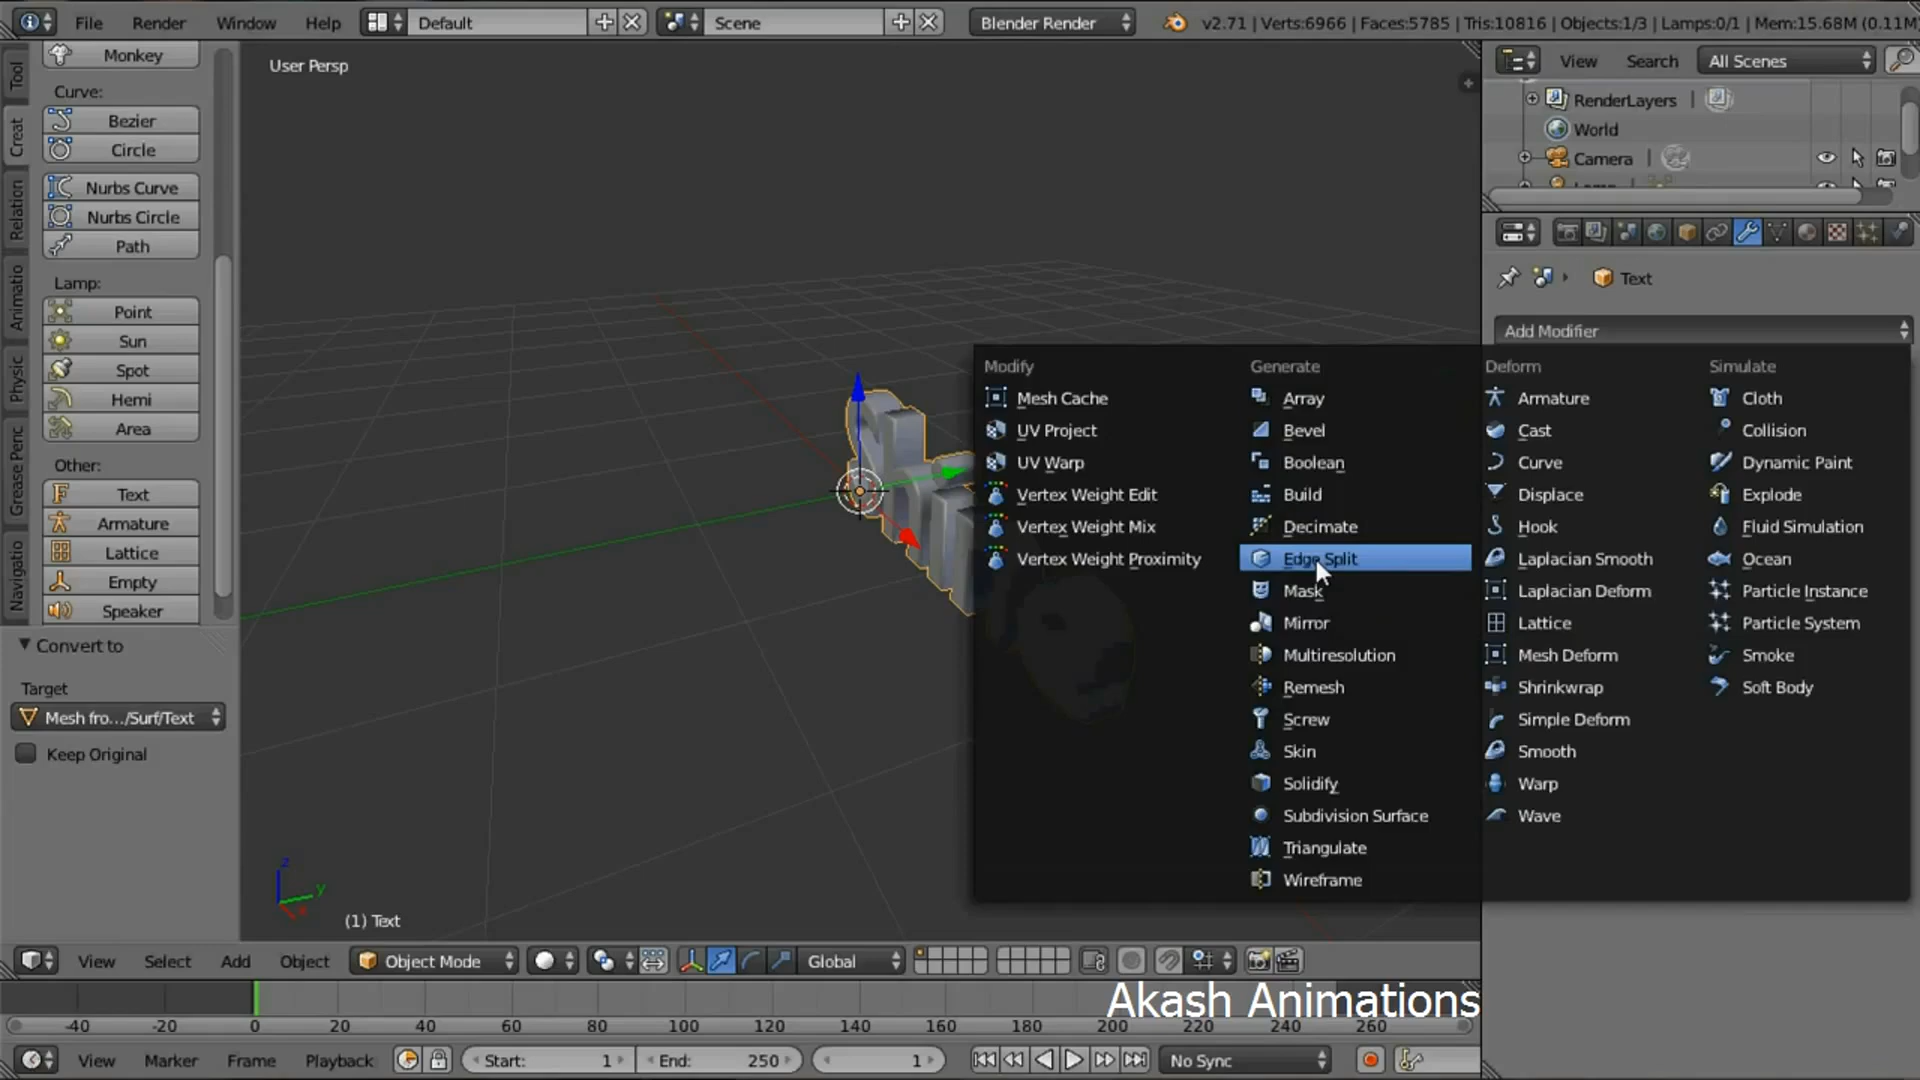 File Render Window Help Default Scene Blender Render v2.71 | Verts:6966 | Faces:5785 | Tris:10816 | Objects:1/3 | Lamps:0/1 | Mem:15.68M (0.11M
Tool
Creat
Relation
Animatio
Physic
Grease Penc
Navigatio
Monkey
Curve:
Bezier
Circle
Nurbs Curve
Nurbs Circle
Path
Lamp:
Point
Sun
Spot
Hemi
Area
Other:
Text
Armature
Lattice
Empty
Speaker
Convert to
Target
Mesh fro.../Surf/Text
Keep Original
User Persp
z
y
x
(1) Text
View Search All Scenes
RenderLayers
World
Camera
Lamp
Text
Add Modifier
Modify
Mesh Cache
UV Project
UV Warp
Vertex Weight Edit
Vertex Weight Mix
Vertex Weight Proximity
Generate
Array
Bevel
Boolean
Build
Decimate
Edge Split
Mask
Mirror
Multiresolution
Remesh
Screw
Skin
Solidify
Subdivision Surface
Triangulate
Wireframe
Deform
Armature
Cast
Curve
Displace
Hook
Laplacian Smooth
Laplacian Deform
Lattice
Mesh Deform
Shrinkwrap
Simple Deform
Smooth
Warp
Wave
Simulate
Cloth
Collision
Dynamic Paint
Explode
Fluid Simulation
Ocean
Particle Instance
Particle System
Smoke
Soft Body
View Select Add Object Object Mode Global
Akash Animations
-40 -20 0 20 40 60 80 100 120 140 160 180 200 220 240 260
View Marker Frame Playback Start: 1 End: 250 1 No Sync